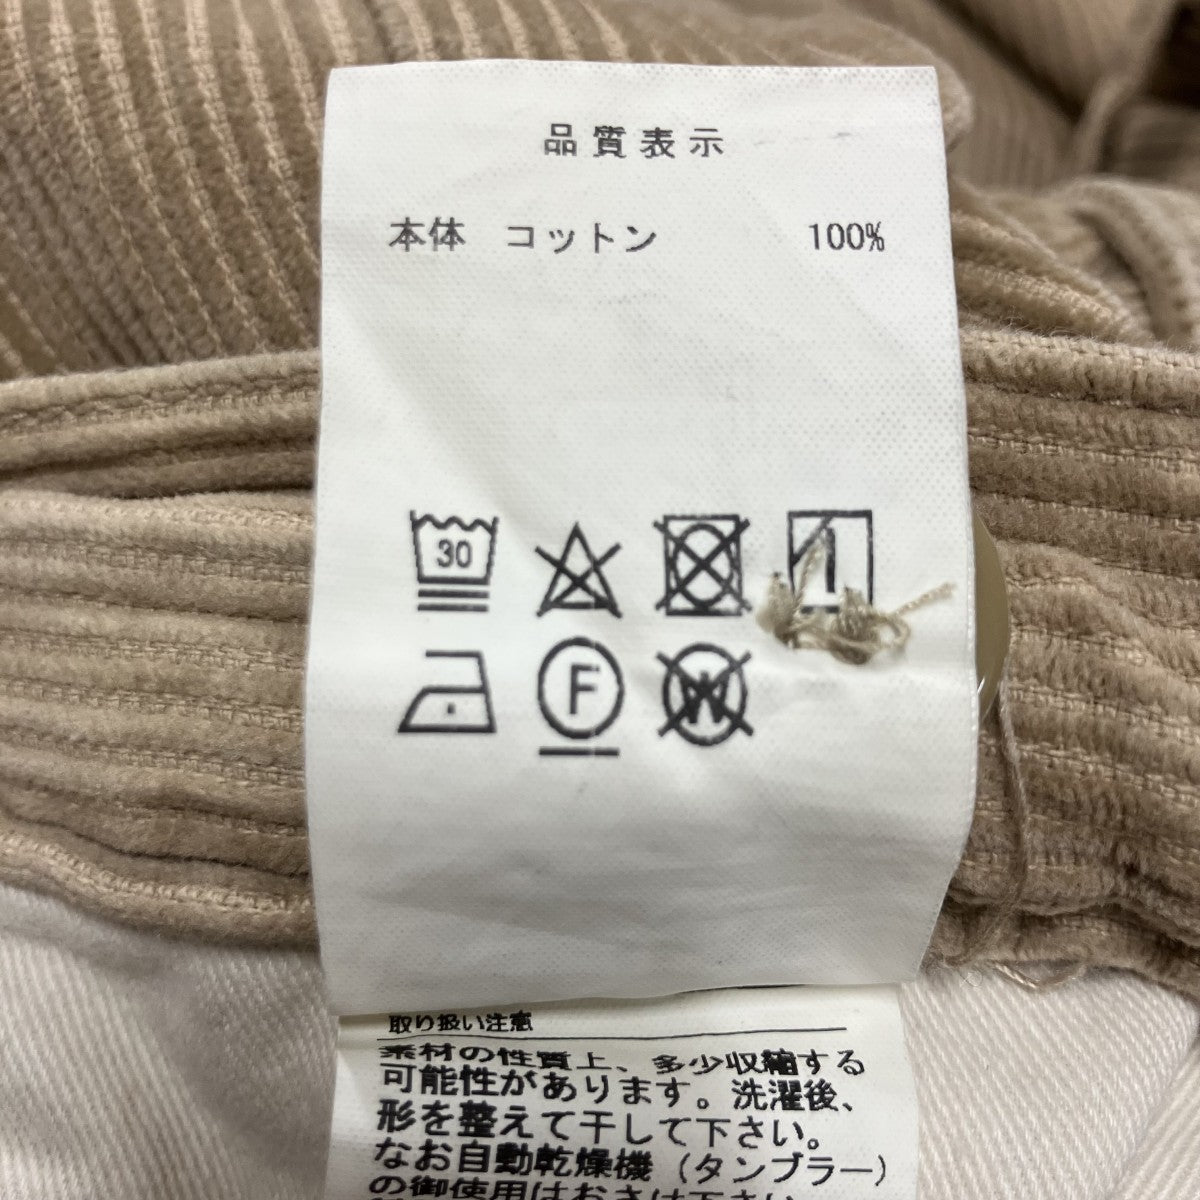 品質表示
本体 コットン 100%
30
F
W
取り扱い注意
素材の性質上、多少収縮する
可能性があります。洗濯後、
形を整えて干して下さい。
なお自動乾燥機(タンブラー)
の御使用はおさけ下さい。